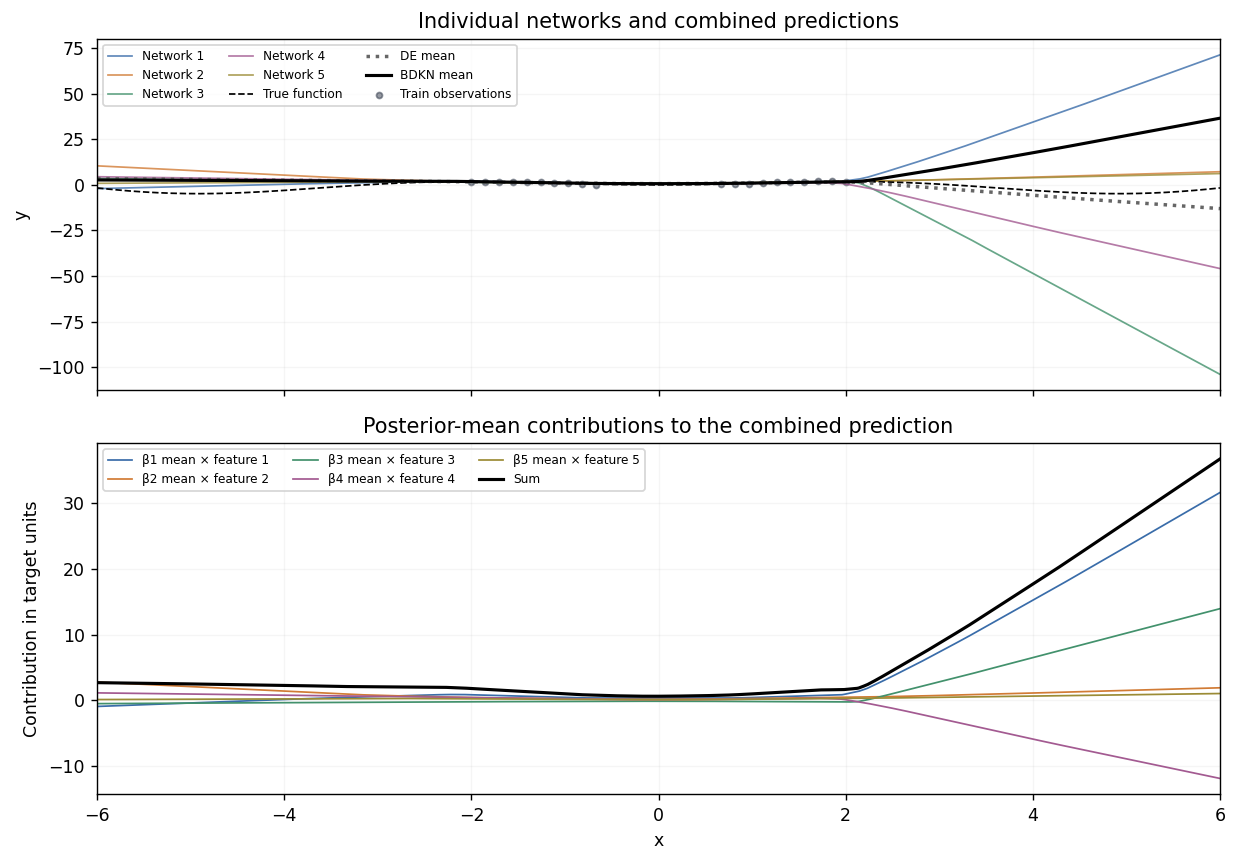 Individual networks and combined predictions
Network 1
Network 2
Network 3
Network 4
Network 5
True function
DE mean
BDKN mean
Train observations
75
50
25
0
−25
−50
−75
−100
y
Posterior-mean contributions to the combined prediction
β1 mean × feature 1
β2 mean × feature 2
β3 mean × feature 3
β4 mean × feature 4
β5 mean × feature 5
Sum
30
20
10
0
−10
Contribution in target units
−6
−4
−2
0
2
4
6
x